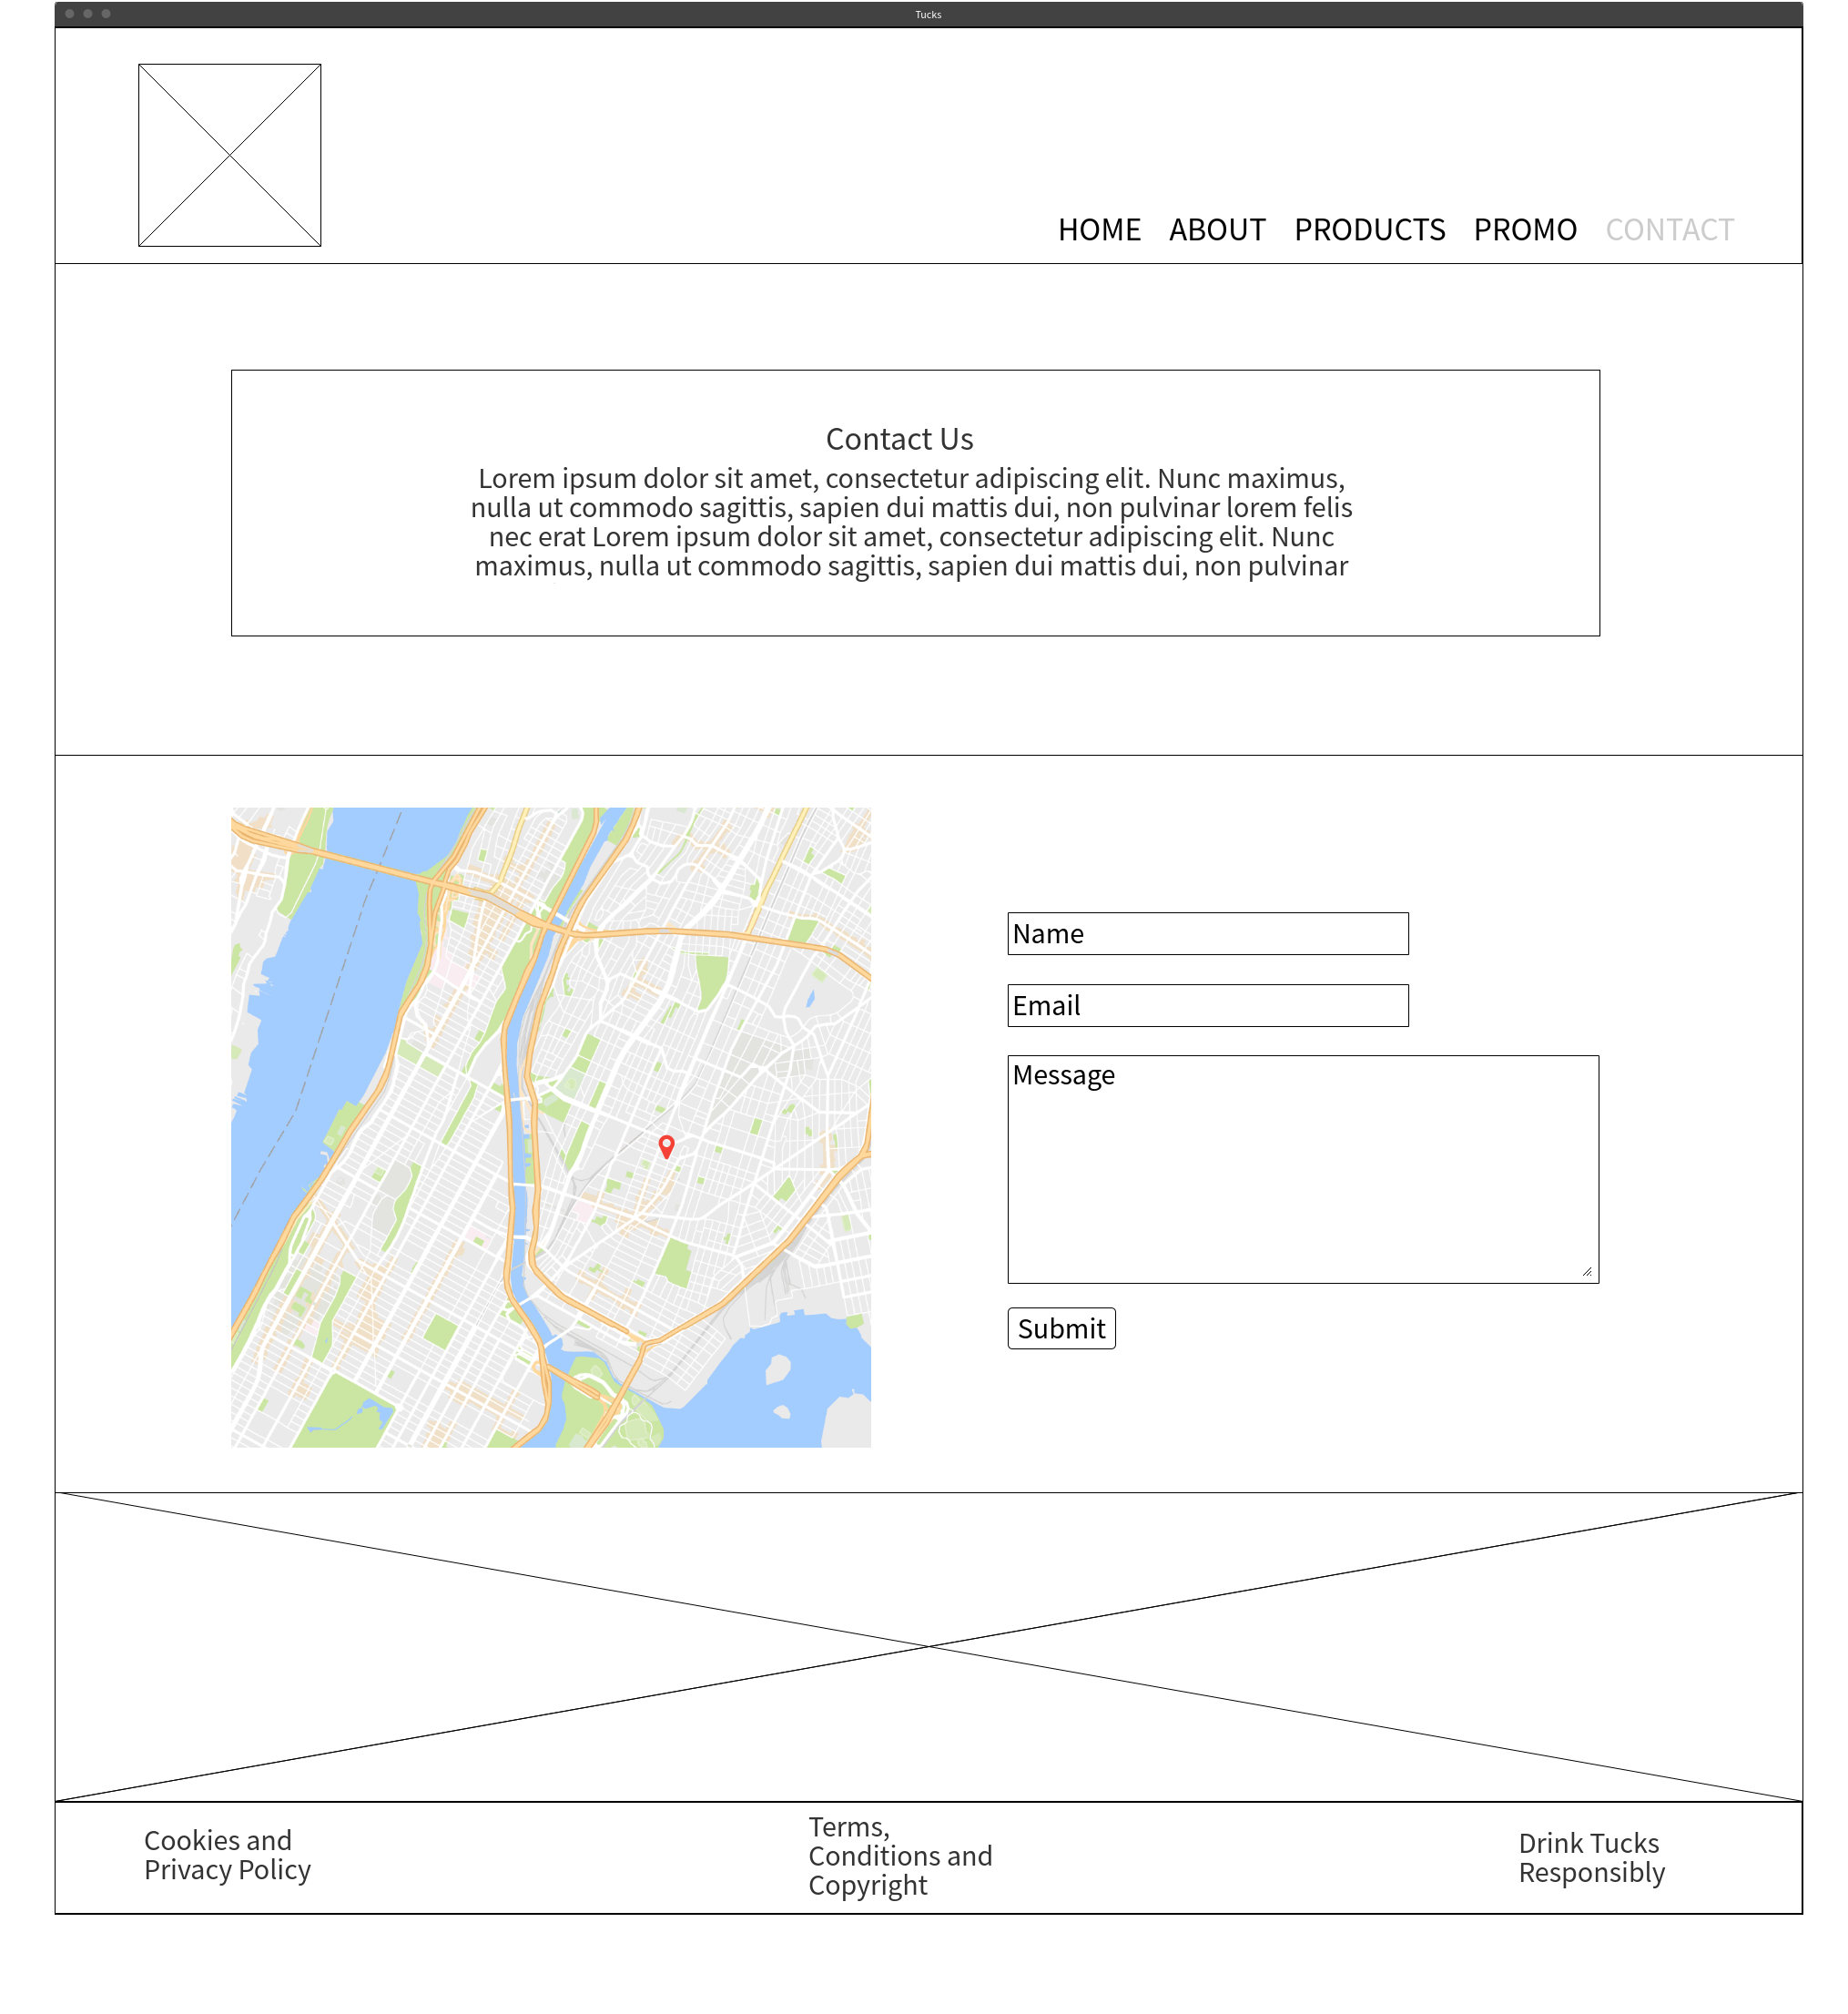 Tucks
HOME ABOUT PRODUCTS PROMO CONTACT
Contact Us
Lorem ipsum dolor sit amet, consectetur adipiscing elit. Nunc maximus,
nulla ut commodo sagittis, sapien dui mattis dui, non pulvinar lorem felis
nec erat Lorem ipsum dolor sit amet, consectetur adipiscing elit. Nunc
maximus, nulla ut commodo sagittis, sapien dui mattis dui, non pulvinar
Name
Email
Message
Submit
Cookies and
Privacy Policy
Terms,
Conditions and
Copyright
Drink Tucks
Responsibly